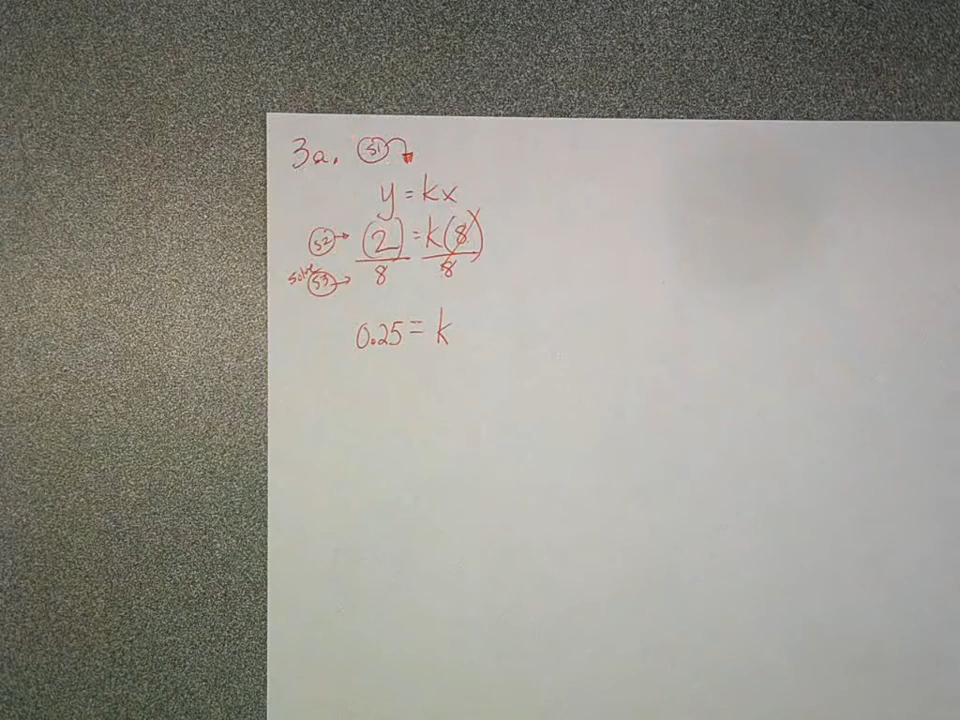 3a. S1
y = kx
S2 → (2) = k(8)
solve S3 → 8 8
0.25 = k